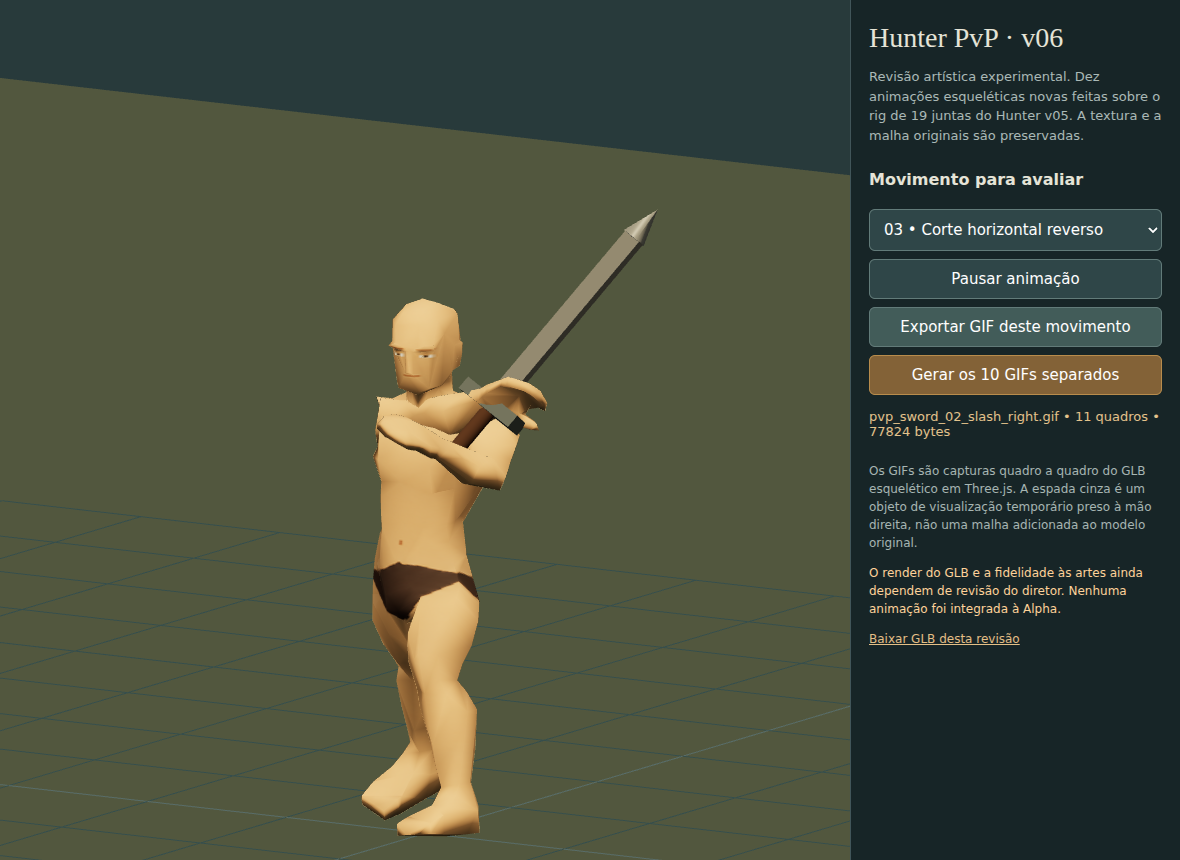 Hunter PvP · v06
Revisão artística experimental. Dez
animações esqueléticas novas feitas sobre o
rig de 19 juntas do Hunter v05. A textura e a
malha originais são preservadas.
Movimento para avaliar
03 • Corte horizontal reverso
Pausar animação
Exportar GIF deste movimento
Gerar os 10 GIFs separados
pvp_sword_02_slash_right.gif • 11 quadros •
77824 bytes
Os GIFs são capturas quadro a quadro do GLB
esquelético em Three.js. A espada cinza é um
objeto de visualização temporário preso à mão
direita, não uma malha adicionada ao modelo
original.
O render do GLB e a fidelidade às artes ainda
dependem de revisão do diretor. Nenhuma
animação foi integrada à Alpha.
Baixar GLB desta revisão